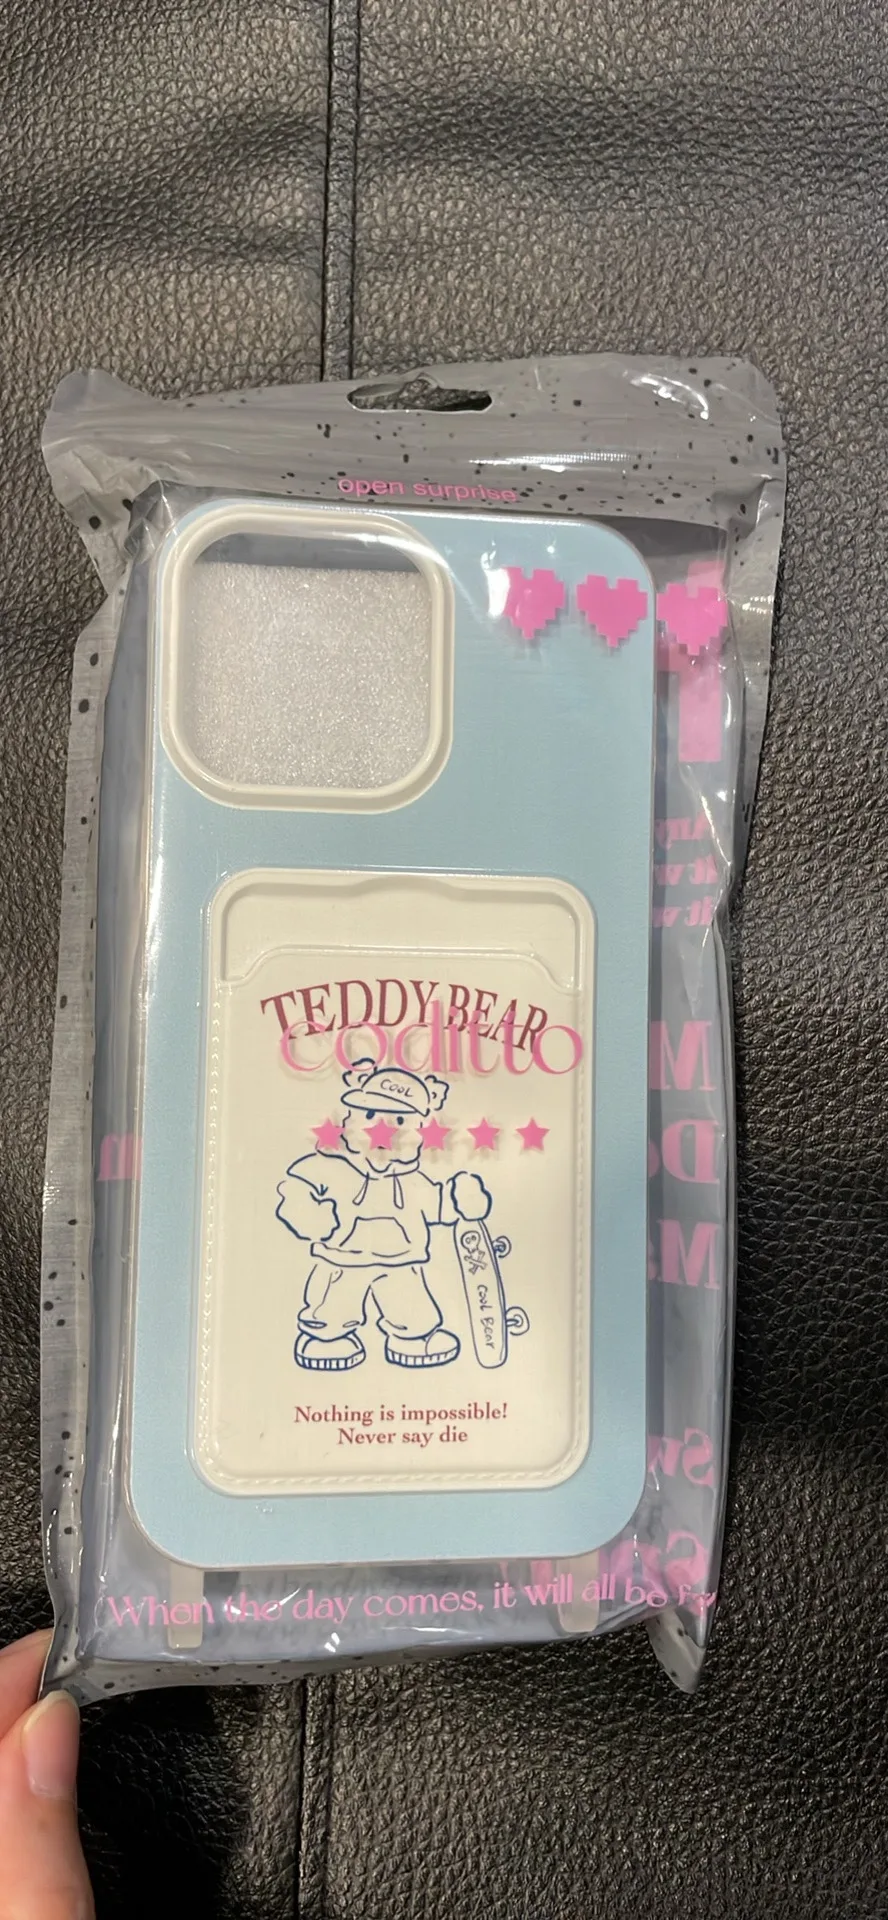 open surprise
TEDDY BEAR
coditto
COOL
COOL BEAR
Nothing is impossible!
Never say die
When the day comes, it will all be